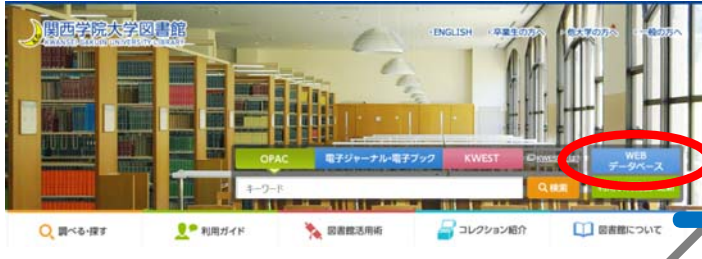 関西学院大学図書館
KWANSEI GAKUIN UNIVERSITY LIBRARY
ENGLISH 卒業生の方へ 他大学の方へ 一般の方へ
OPAC 電子ジャーナル・電子ブック KWEST WEB
データベース
キーワード 検索
調べる・探す 利用ガイド 図書館活用術 コレクション紹介 図書館について